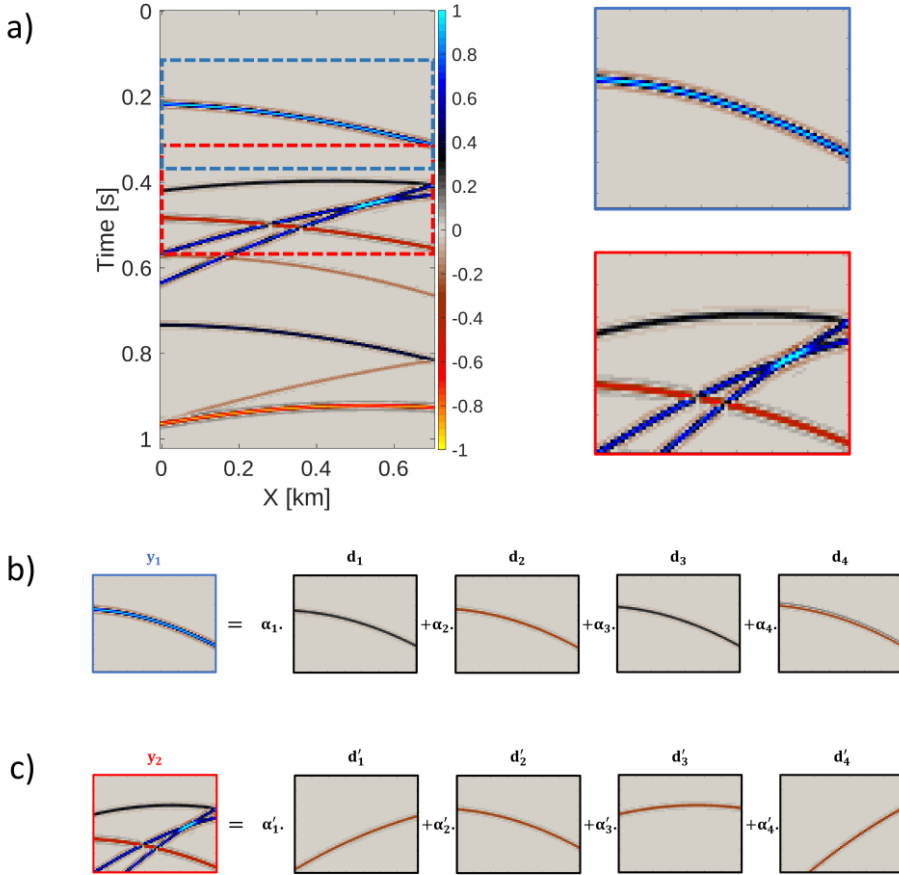 a)
0
0.2
0.4
0.6
0.8
1
Time [s]
0
0.2
0.4
0.6
X [km]
1
0.8
0.6
0.4
0.2
0
-0.2
-0.4
-0.6
-0.8
-1
b)
y₁ d₁ d₂ d₃ d₄
= α₁. +α₂. +α₃. +α₄.
c)
y₂ d′₁ d′₂ d′₃ d′₄
= α′₁. +α′₂. +α′₃. +α′₄.